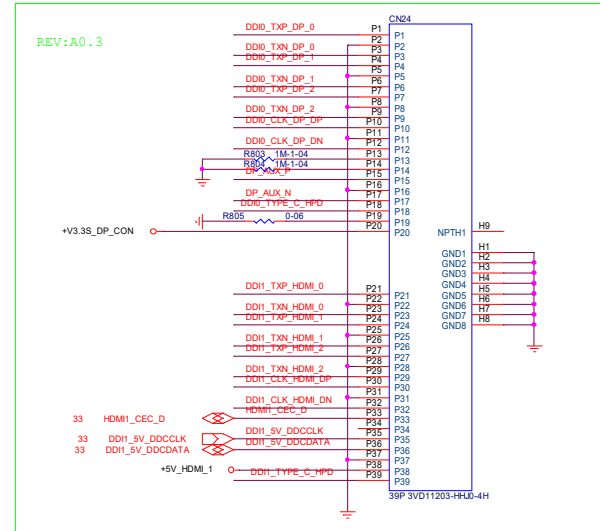 CN24
REV:A0.3
DDI0_TXP_DP_0 P1 P1
P2 P2
DDI0_TXN_DP_0 P3 P3
DDI0_TXP_DP_1 P4 P4
P5 P5
DDI0_TXN_DP_1 P6 P6
DDI0_TXP_DP_2 P7 P7
P8 P8
DDI0_TXN_DP_2 P9 P9
DDI0_CLK_DP_DP P10 P10
P11 P11
DDI0_CLK_DP_DN P12 P12
R803 1M-1-04 P13 P13
R804 1M-1-04 P14 P14
DP_AUX_P P15 P15
P16 P16
DP_AUX_N P17 P17
DDI0_TYPE_C_HPD P18 P18
R805 0-06 P19 P19
+V3.3S_DP_CON P20 P20
NPTH1 H9
GND1 H1
GND2 H2
GND3 H3
GND4 H4
GND5 H5
GND6 H6
GND7 H7
GND8 H8
DDI1_TXP_HDMI_0 P21 P21
P22 P22
DDI1_TXN_HDMI_0 P23 P23
DDI1_TXP_HDMI_1 P24 P24
P25 P25
DDI1_TXN_HDMI_1 P26 P26
DDI1_TXP_HDMI_2 P27 P27
P28 P28
DDI1_TXN_HDMI_2 P29 P29
DDI1_CLK_HDMI_DP P30 P30
P31 P31
DDI1_CLK_HDMI_DN P32 P32
33 HDMI1_CEC_D HDMI1_CEC_D P33 P33
P34 P34
33 DDI1_5V_DDCCLK DDI1_5V_DDCCLK P35 P35
33 DDI1_5V_DDCDATA DDI1_5V_DDCDATA P36 P36
P37 P37
+5V_HDMI_1 P38 P38
DDI1_TYPE_C_HPD P39 P39
39P 3VD11203-HHJ0-4H